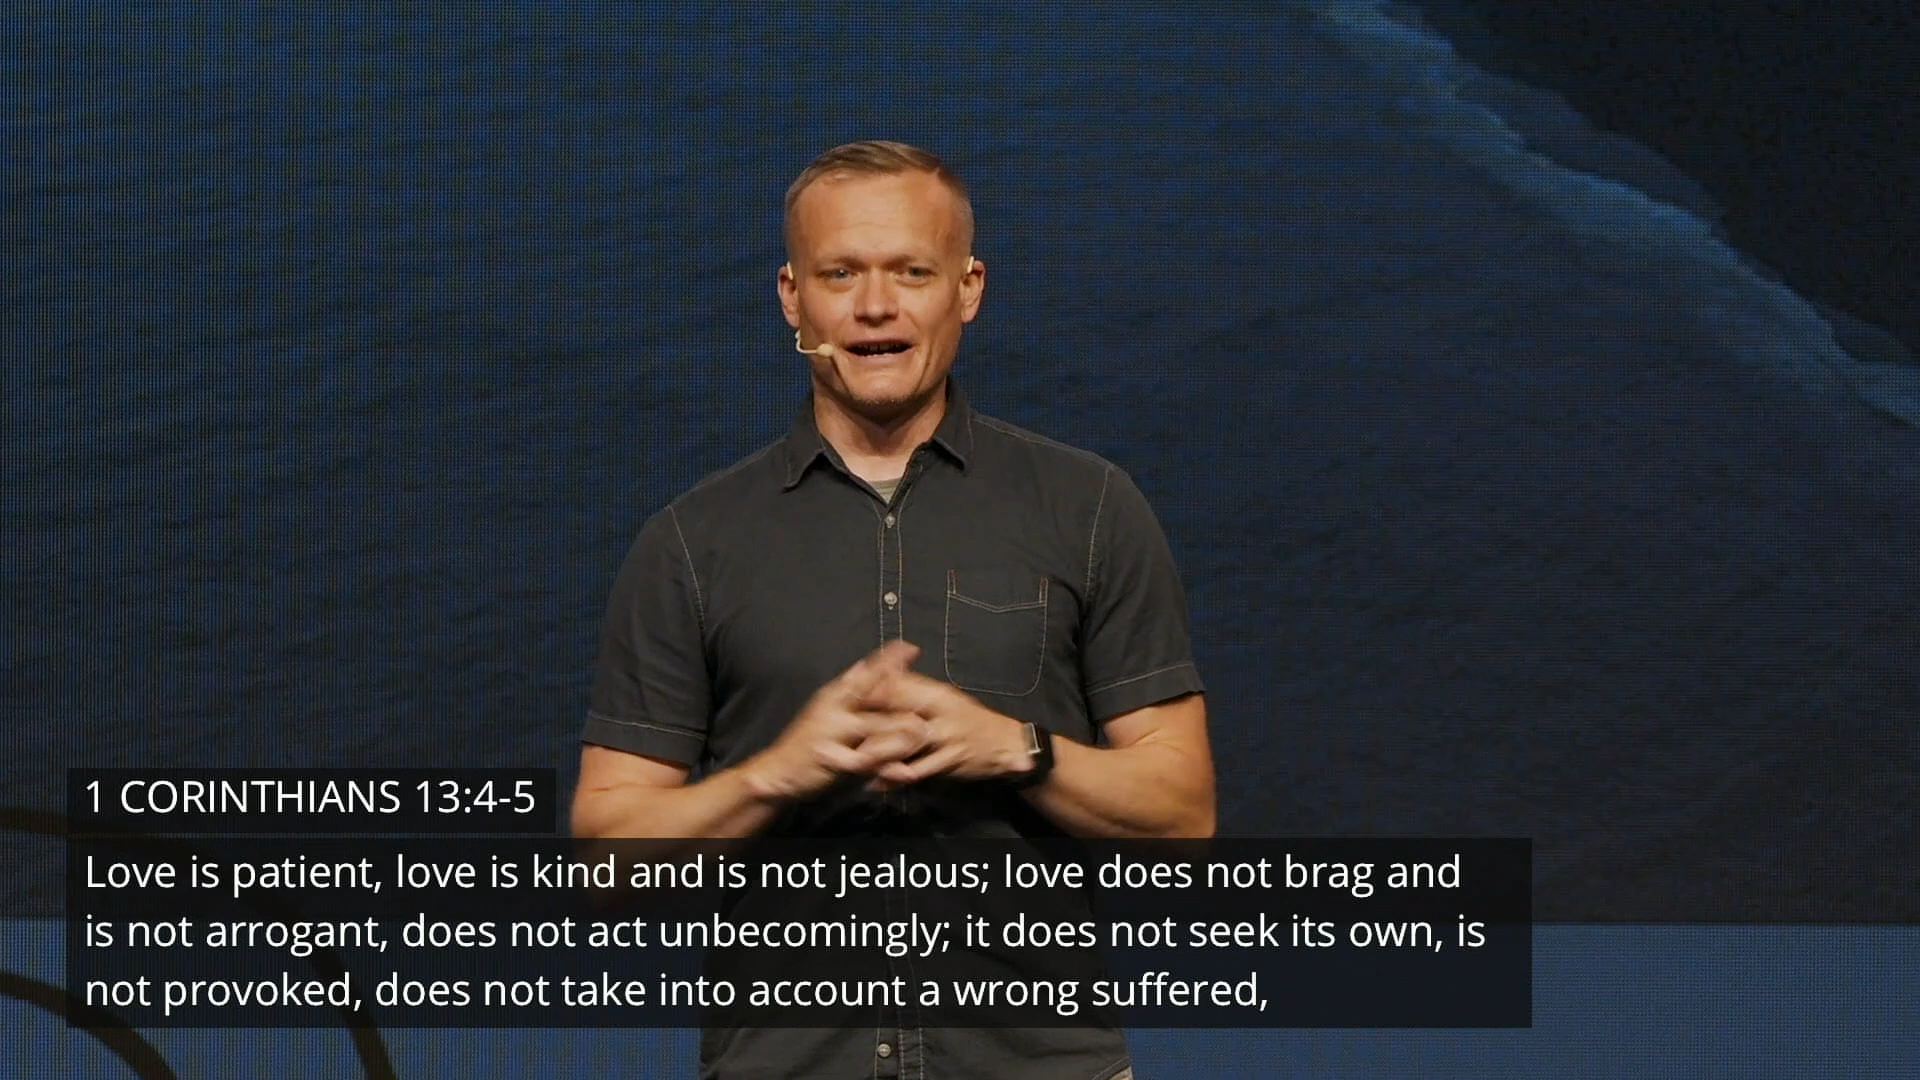 1 CORINTHIANS 13:4-5
Love is patient, love is kind and is not jealous; love does not brag and
is not arrogant, does not act unbecomingly; it does not seek its own, is
not provoked, does not take into account a wrong suffered,